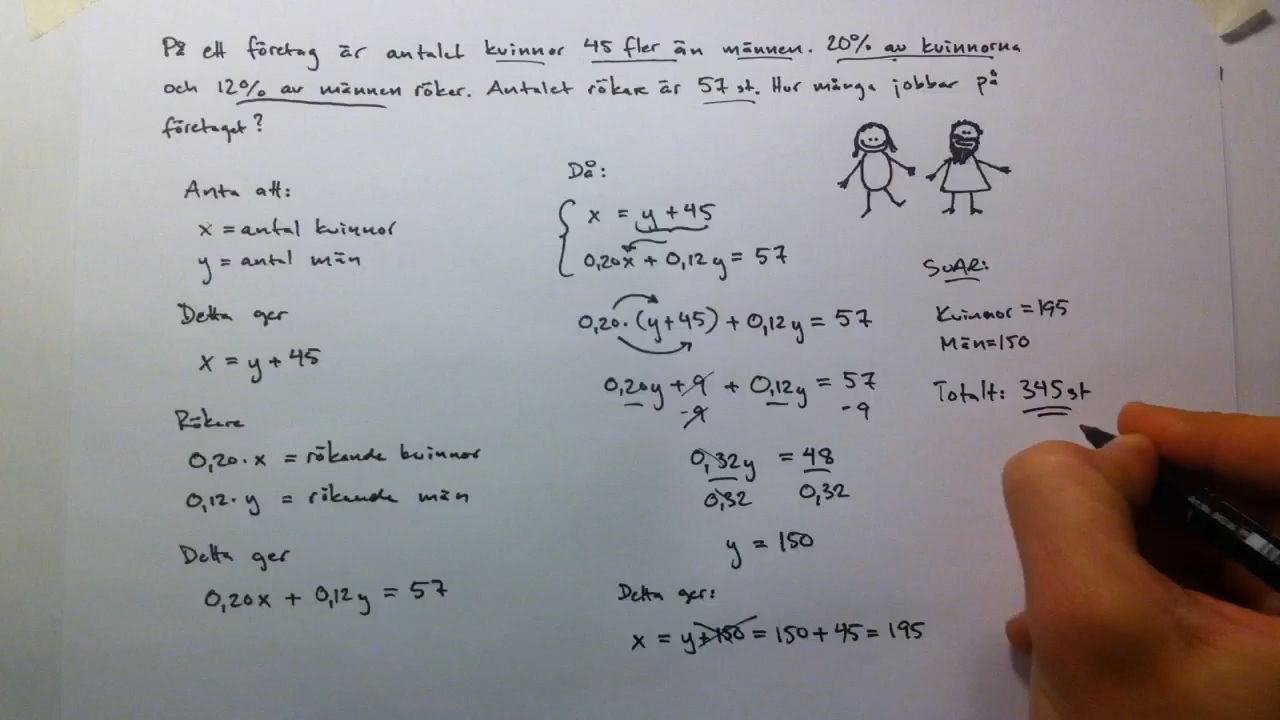 På ett företag är antalet kvinnor 45 fler än männen. 20% av kvinnorna
och 12% av männen röker. Antalet rökare är 57 st. Hur många jobbar på
företaget?
Anta att:
x = antal kvinnor
y = antal män
Detta ger
x = y + 45
Rökare
0,20·x = rökande kvinnor
0,12·y = rökande män
Detta ger
0,20x + 0,12y = 57
Då:
x = y + 45
0,20x + 0,12y = 57
0,20·(y+45) + 0,12y = 57
0,20y + 9 + 0,12y = 57
-9 -9
0,32y = 48
0,32 0,32
y = 150
Detta ger:
x = y+150 = 150 + 45 = 195
SVAR:
Kvinnor = 195
Män=150
Totalt: 345 st